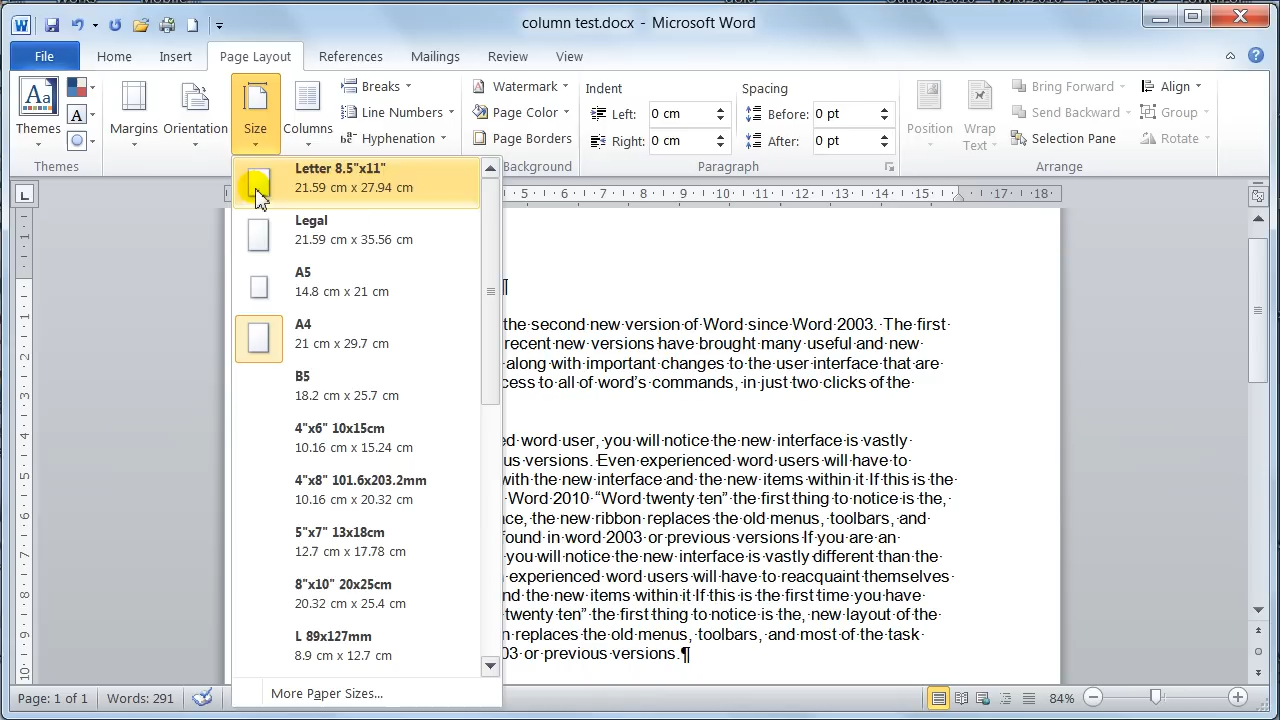 column test.docx - Microsoft Word
File Home Insert Page Layout References Mailings Review View
Themes
Margins
Orientation
Size
Columns
Breaks
Line Numbers
Hyphenation
Watermark
Page Color
Page Borders
Indent
Left: 0 cm
Right: 0 cm
Spacing
Before: 0 pt
After: 0 pt
Position
Wrap
Text
Bring Forward
Send Backward
Selection Pane
Align
Group
Rotate
Themes
Background
Paragraph
Letter 8.5"x11"
21.59 cm x 27.94 cm
Legal
21.59 cm x 35.56 cm
A5
14.8 cm x 21 cm
A4
21 cm x 29.7 cm
B5
18.2 cm x 25.7 cm
4"x6" 10x15cm
10.16 cm x 15.24 cm
4"x8" 101.6x203.2mm
10.16 cm x 20.32 cm
5"x7" 13x18cm
12.7 cm x 17.78 cm
8"x10" 20x25cm
20.32 cm x 25.4 cm
L 89x127mm
8.9 cm x 12.7 cm
More Paper Sizes...
5 6 7 8 9 10 11 12 13 14 15 17 18
¶
the·second·new·version·of·Word·since·Word·2003.·The·first
recent·new·versions·have·brought·many·useful·and·new
along·with·important·changes·to·the·user·interface·that·are
cess·to·all·of·word's·commands,·in·just·two·clicks·of·the
ed·word·user,·you·will·notice·the·new·interface·is·vastly
us·versions.·Even·experienced·word·users·will·have·to
with·the·new·interface·and·the·new·items·within·it·If·this·is·the
Word·2010·“Word·twenty·ten”·the·first·thing·to·notice·is·the,
ce,·the·new·ribbon·replaces·the·old·menus,·toolbars,·and
found·in·word·2003·or·previous·versions·If·you·are·an
you·will·notice·the·new·interface·is·vastly·different·than·the
experienced·word·users·will·have·to·reacquaint·themselves
nd·the·new·items·within·it·If·this·is·the·first·time·you·have
twenty·ten”·the·first·thing·to·notice·is·the,·new·layout·of·the
n·replaces·the·old·menus,·toolbars,·and·most·of·the·task
03·or·previous·versions.¶
Page: 1 of 1 Words: 291 84%